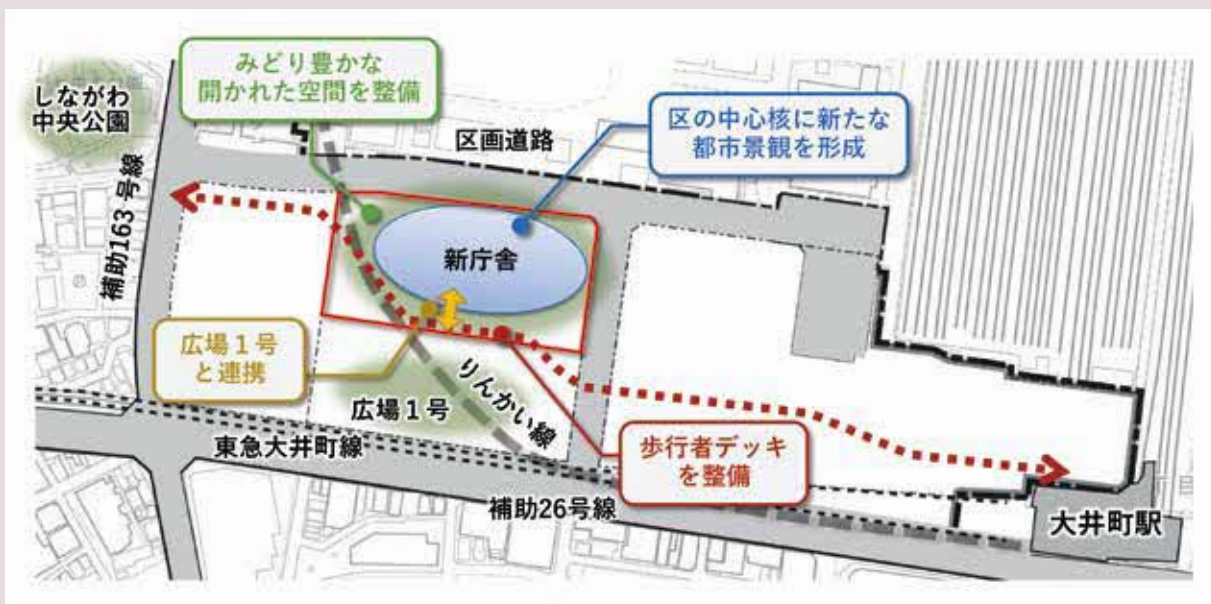 みどり豊かな
開かれた空間を整備
しながわ
中央公園
区の中心核に新たな
都市景観を形成
区画道路
補助163号線
新庁舎
広場１号
と連携
りんかい線
広場１号
東急大井町線
歩行者デッキ
を整備
補助26号線
大井町駅